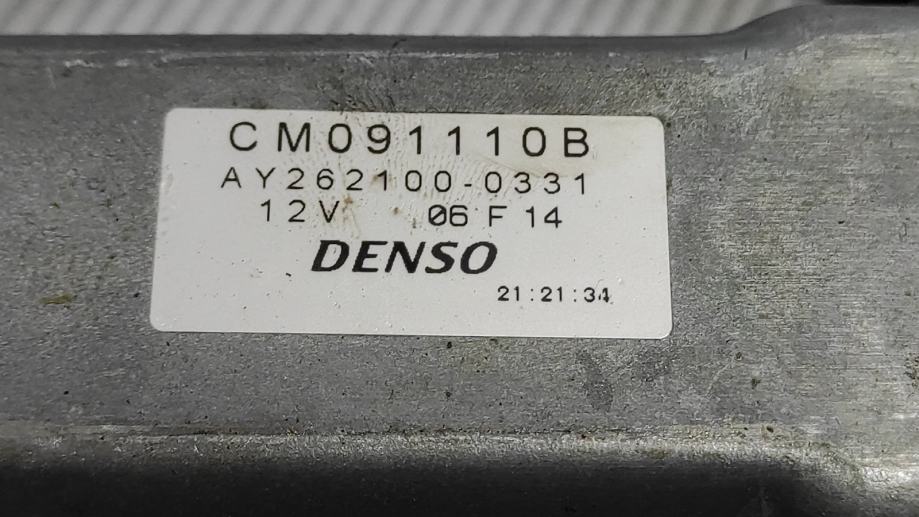 CM091110B
AY262100-0331
12V 06 F 14
DENSO
21:21:34